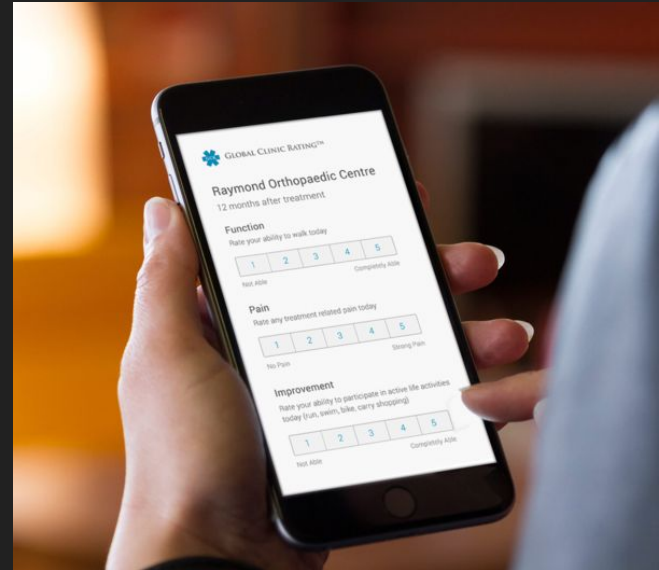 GLOBAL CLINIC RATING™
Raymond Orthopaedic Centre
12 months after treatment
Function
Rate your ability to walk today
1 2 3 4 5
Not Able Completely Able
Pain
Rate any treatment related pain today
1 2 3 4 5
No Pain Strong Pain
Improvement
Rate your ability to participate in active life activities
today (run, swim, bike, carry shopping)
1 2 3 4 5
Not Able Completely Able